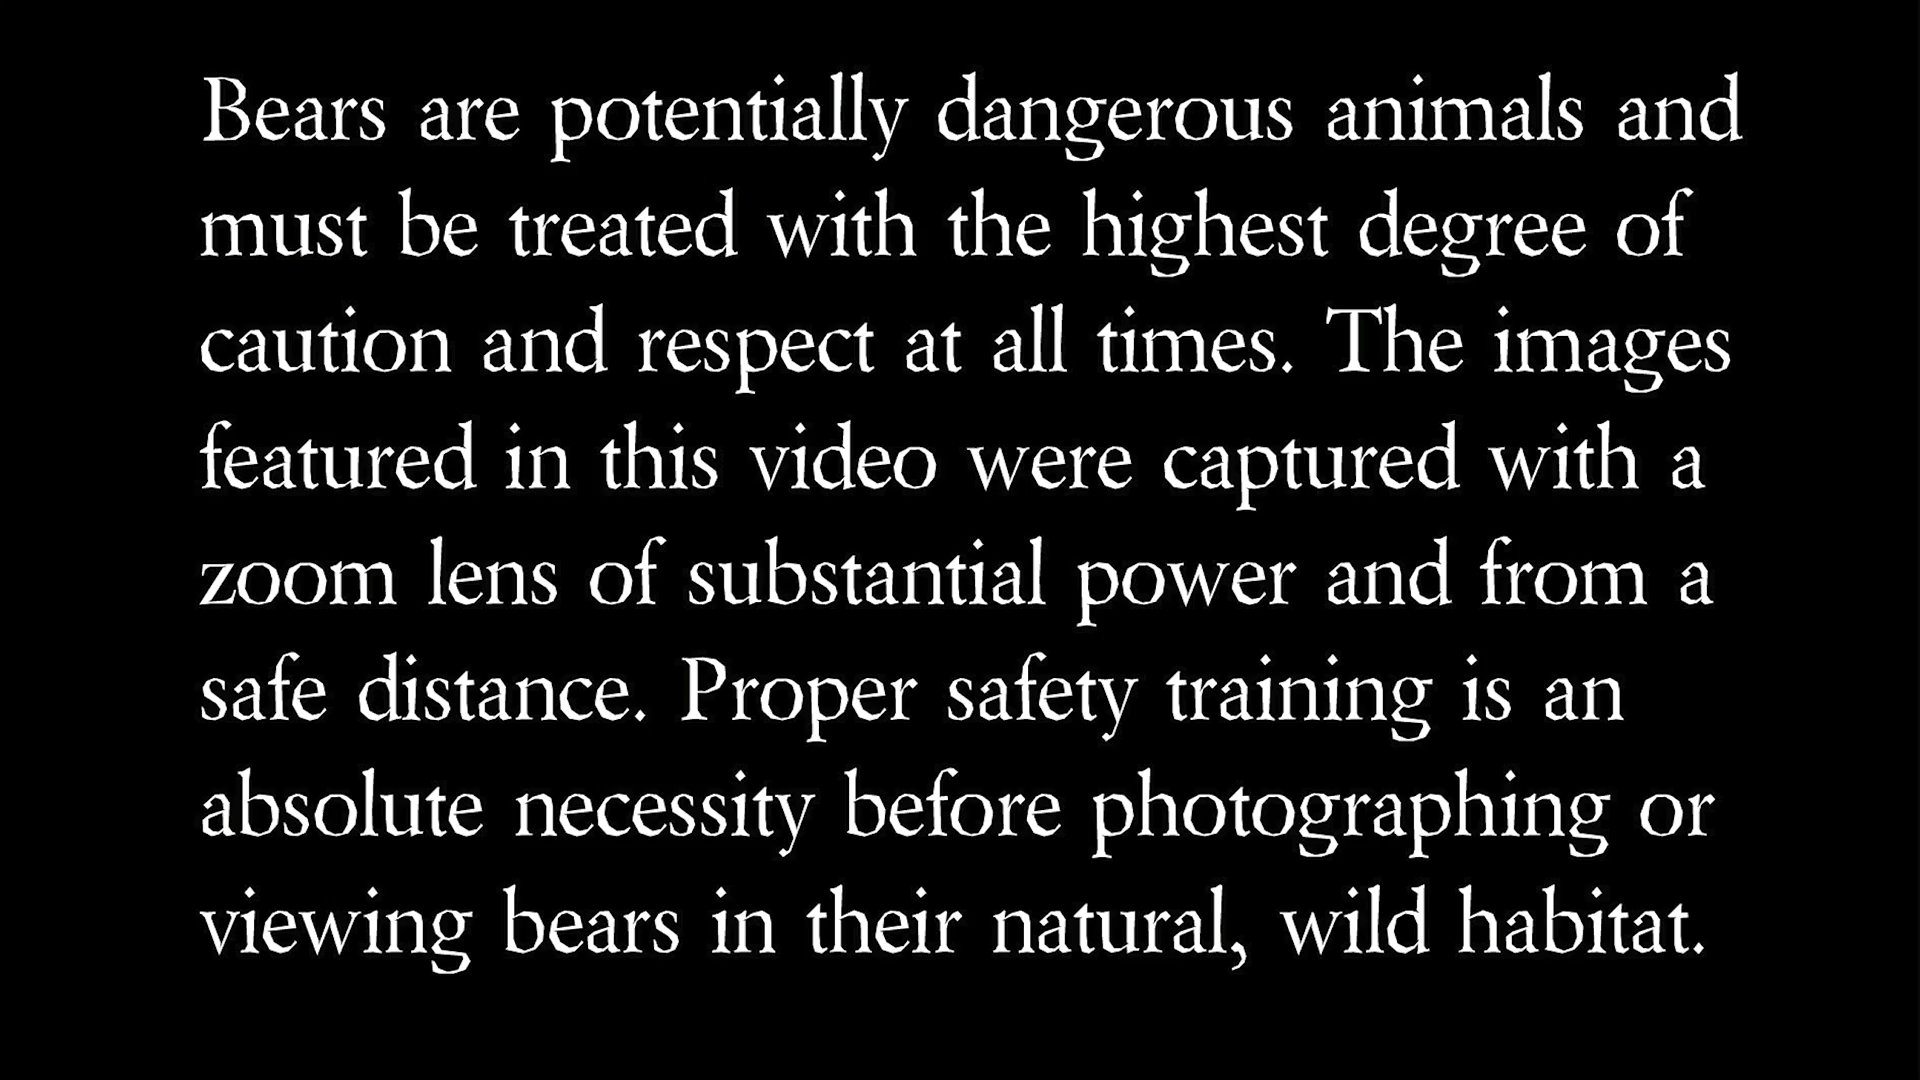 Bears are potentially dangerous animals and
must be treated with the highest degree of
caution and respect at all times. The images
featured in this video were captured with a
zoom lens of substantial power and from a
safe distance. Proper safety training is an
absolute necessity before photographing or
viewing bears in their natural, wild habitat.